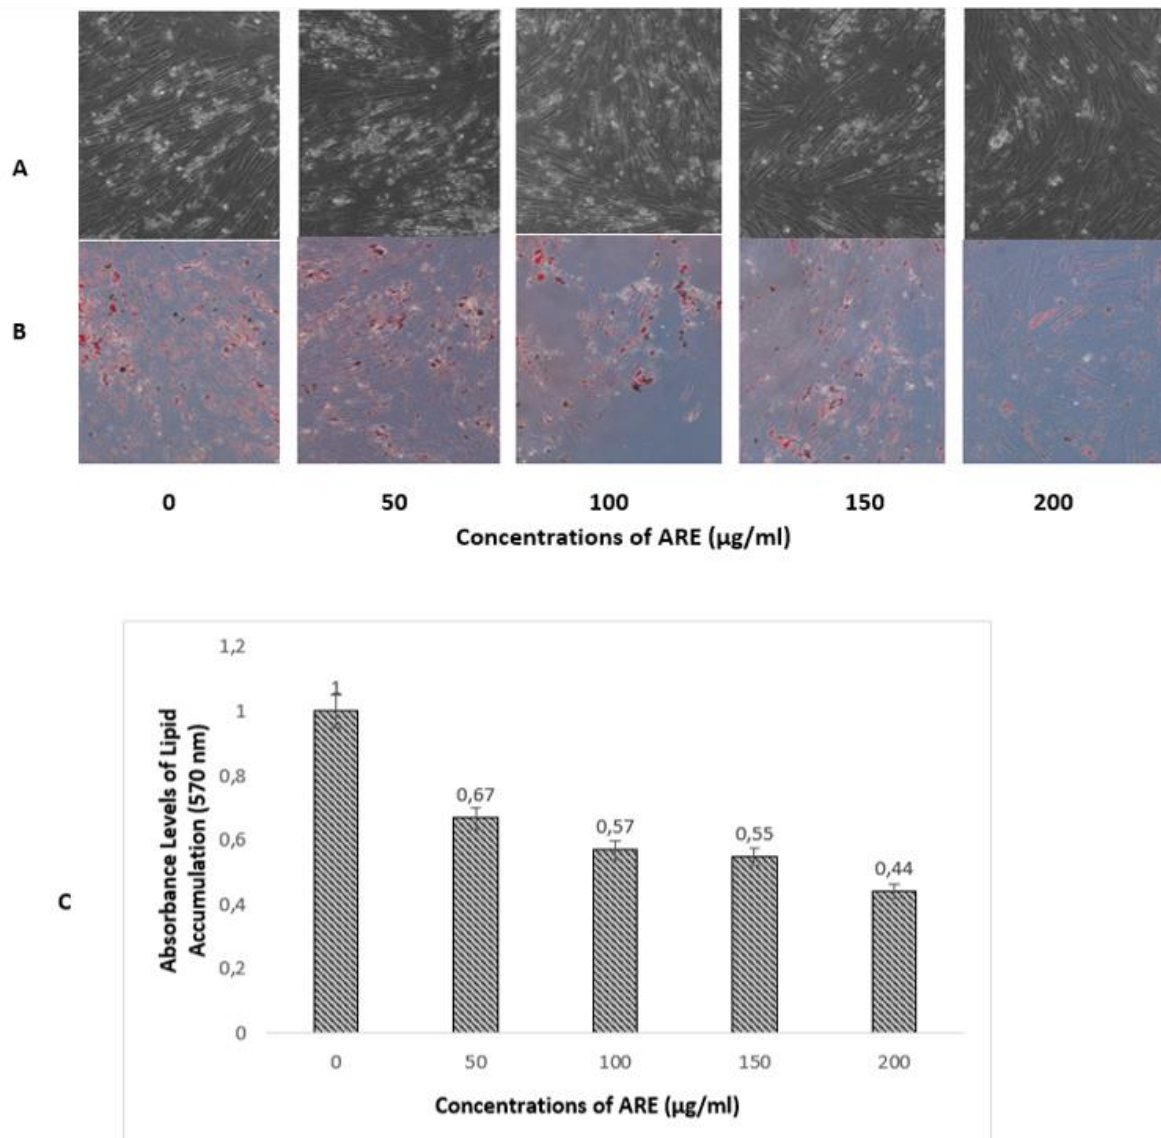 A
B
0 50 100 150 200
Concentrations of ARE (µg/ml)
C
Absorbance Levels of Lipid
Accumulation (570 nm)
1,2
1
0,8
0,6
0,4
0,2
0
1
0,67
0,57
0,55
0,44
0 50 100 150 200
Concentrations of ARE (µg/ml)